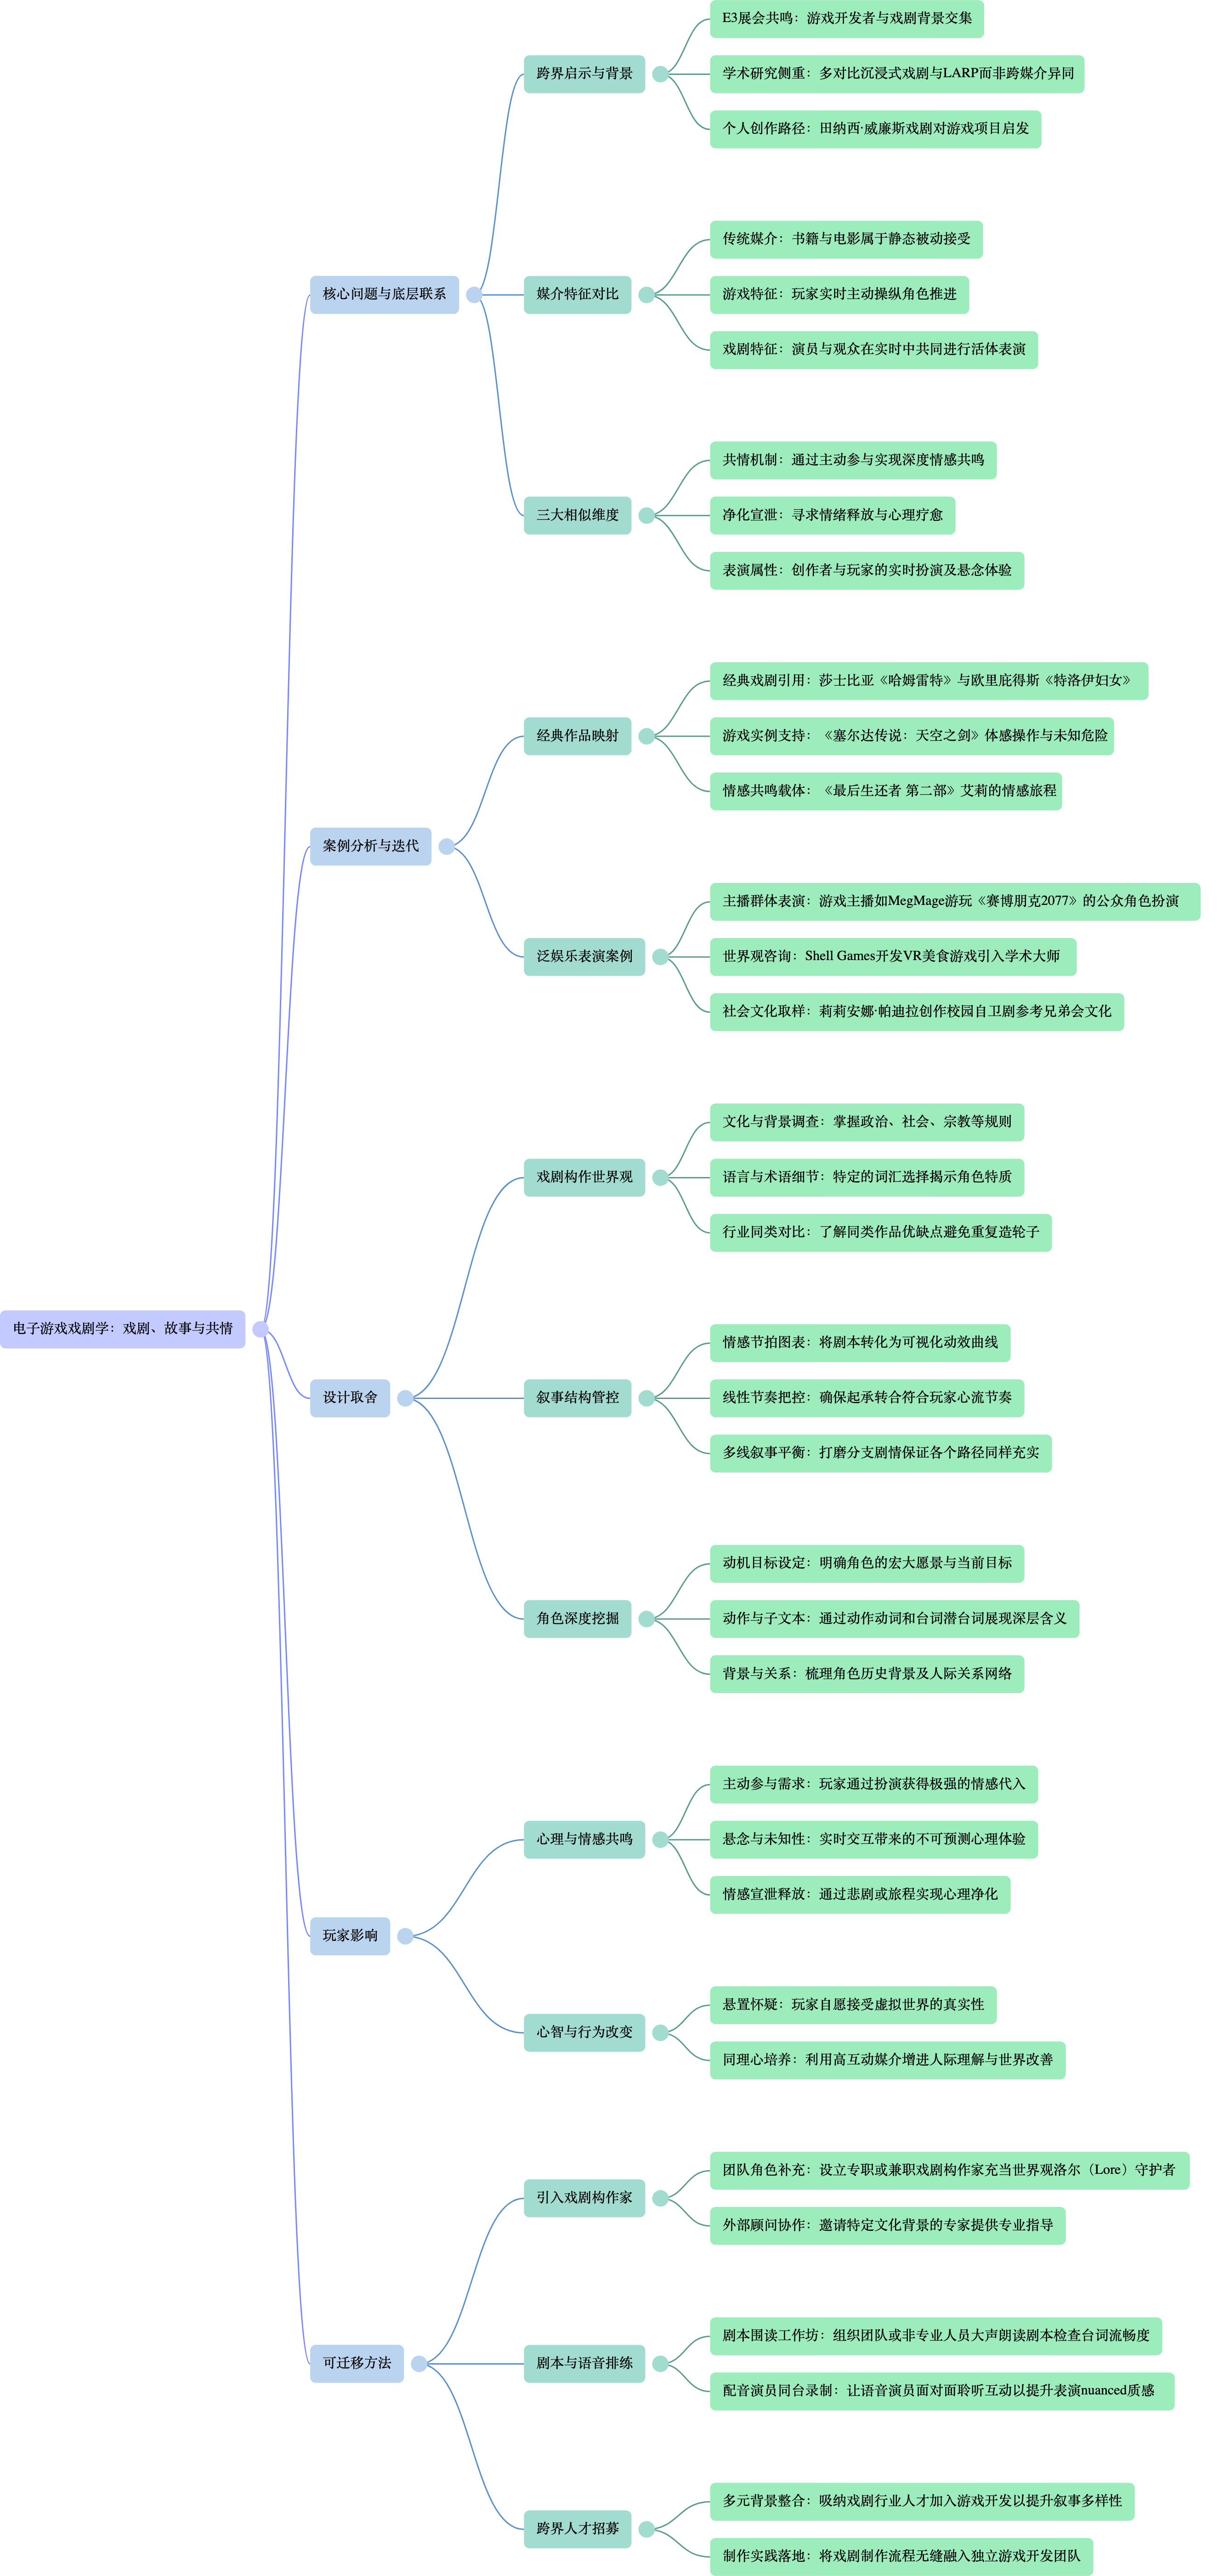 电子游戏戏剧学：戏剧、故事与共情
核心问题与底层联系
跨界启示与背景
E3展会共鸣：游戏开发者与戏剧背景交集
学术研究侧重：多对比沉浸式戏剧与LARP而非跨媒介异同
个人创作路径：田纳西·威廉斯戏剧对游戏项目启发
媒介特征对比
传统媒介：书籍与电影属于静态被动接受
游戏特征：玩家实时主动操纵角色推进
戏剧特征：演员与观众在实时中共同进行活体表演
三大相似维度
共情机制：通过主动参与实现深度情感共鸣
净化宣泄：寻求情绪释放与心理疗愈
表演属性：创作者与玩家的实时扮演及悬念体验
案例分析与迭代
经典作品映射
经典戏剧引用：莎士比亚《哈姆雷特》与欧里庇得斯《特洛伊妇女》
游戏实例支持：《塞尔达传说：天空之剑》体感操作与未知危险
情感共鸣载体：《最后生还者 第二部》艾莉的情感旅程
泛娱乐表演案例
主播群体表演：游戏主播如MegMage游玩《赛博朋克2077》的公众角色扮演
世界观咨询：Shell Games开发VR美食游戏引入学术大师
社会文化取样：莉莉安娜·帕迪拉创作校园自卫剧参考兄弟会文化
设计取舍
戏剧构作世界观
文化与背景调查：掌握政治、社会、宗教等规则
语言与术语细节：特定的词汇选择揭示角色特质
行业同类对比：了解同类作品优缺点避免重复造轮子
叙事结构管控
情感节拍图表：将剧本转化为可视化动效曲线
线性节奏把控：确保起承转合符合玩家心流节奏
多线叙事平衡：打磨分支剧情保证各个路径同样充实
角色深度挖掘
动机目标设定：明确角色的宏大愿景与当前目标
动作与子文本：通过动作动词和台词潜台词展现深层含义
背景与关系：梳理角色历史背景及人际关系网络
玩家影响
心理与情感共鸣
主动参与需求：玩家通过扮演获得极强的情感代入
悬念与未知性：实时交互带来的不可预测心理体验
情感宣泄释放：通过悲剧或旅程实现心理净化
心智与行为改变
悬置怀疑：玩家自愿接受虚拟世界的真实性
同理心培养：利用高互动媒介增进人际理解与世界改善
可迁移方法
引入戏剧构作家
团队角色补充：设立专职或兼职戏剧构作家充当世界观洛尔（Lore）守护者
外部顾问协作：邀请特定文化背景的专家提供专业指导
剧本与语音排练
剧本围读工作坊：组织团队或非专业人员大声朗读剧本检查台词流畅度
配音演员同台录制：让语音演员面对面聆听互动以提升表演nuanced质感
跨界人才招募
多元背景整合：吸纳戏剧行业人才加入游戏开发以提升叙事多样性
制作实践落地：将戏剧制作流程无缝融入独立游戏开发团队